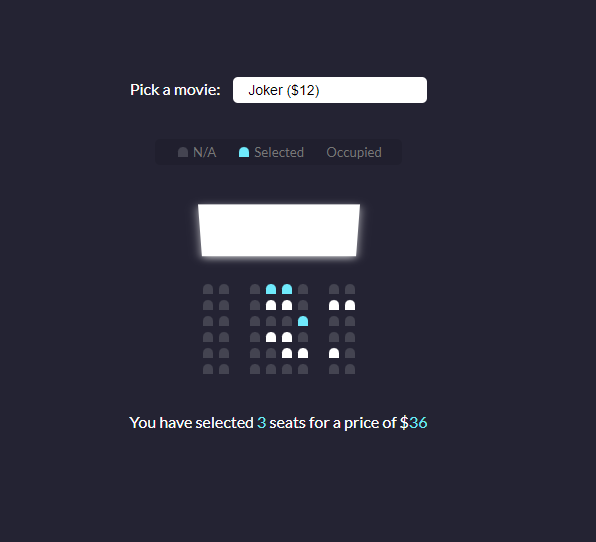 Pick a movie: Joker ($12)
N/A Selected Occupied
You have selected 3 seats for a price of $36